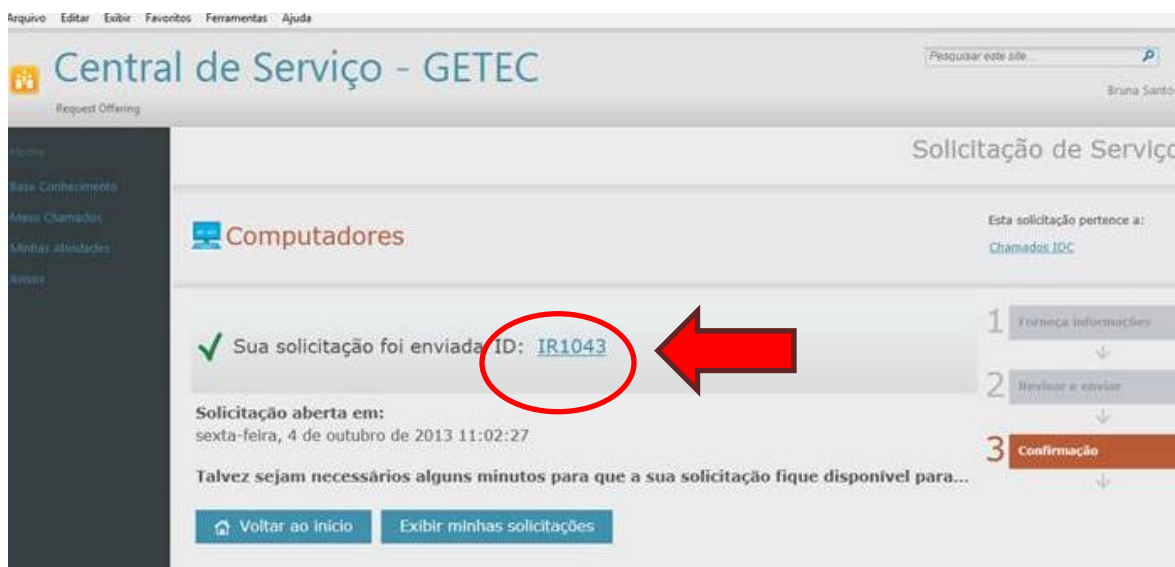 Arquivo Editar Exibir Favoritos Ferramentas Ajuda
Central de Serviço - GETEC
Request Offering
Pesquisar este site...
Bruna Santo
Home
Base Conhecimento
Meus Chamados
Minhas Atividades
Avisos
Solicitação de Serviço
Computadores
Esta solicitação pertence a:
Chamados IDC
Sua solicitação foi enviada ID: IR1043
Solicitação aberta em:
sexta-feira, 4 de outubro de 2013 11:02:27
Talvez sejam necessários alguns minutos para que a sua solicitação fique disponível para...
Voltar ao início
Exibir minhas solicitações
1 Forneça informações
2 Revisar e enviar
3 Confirmação